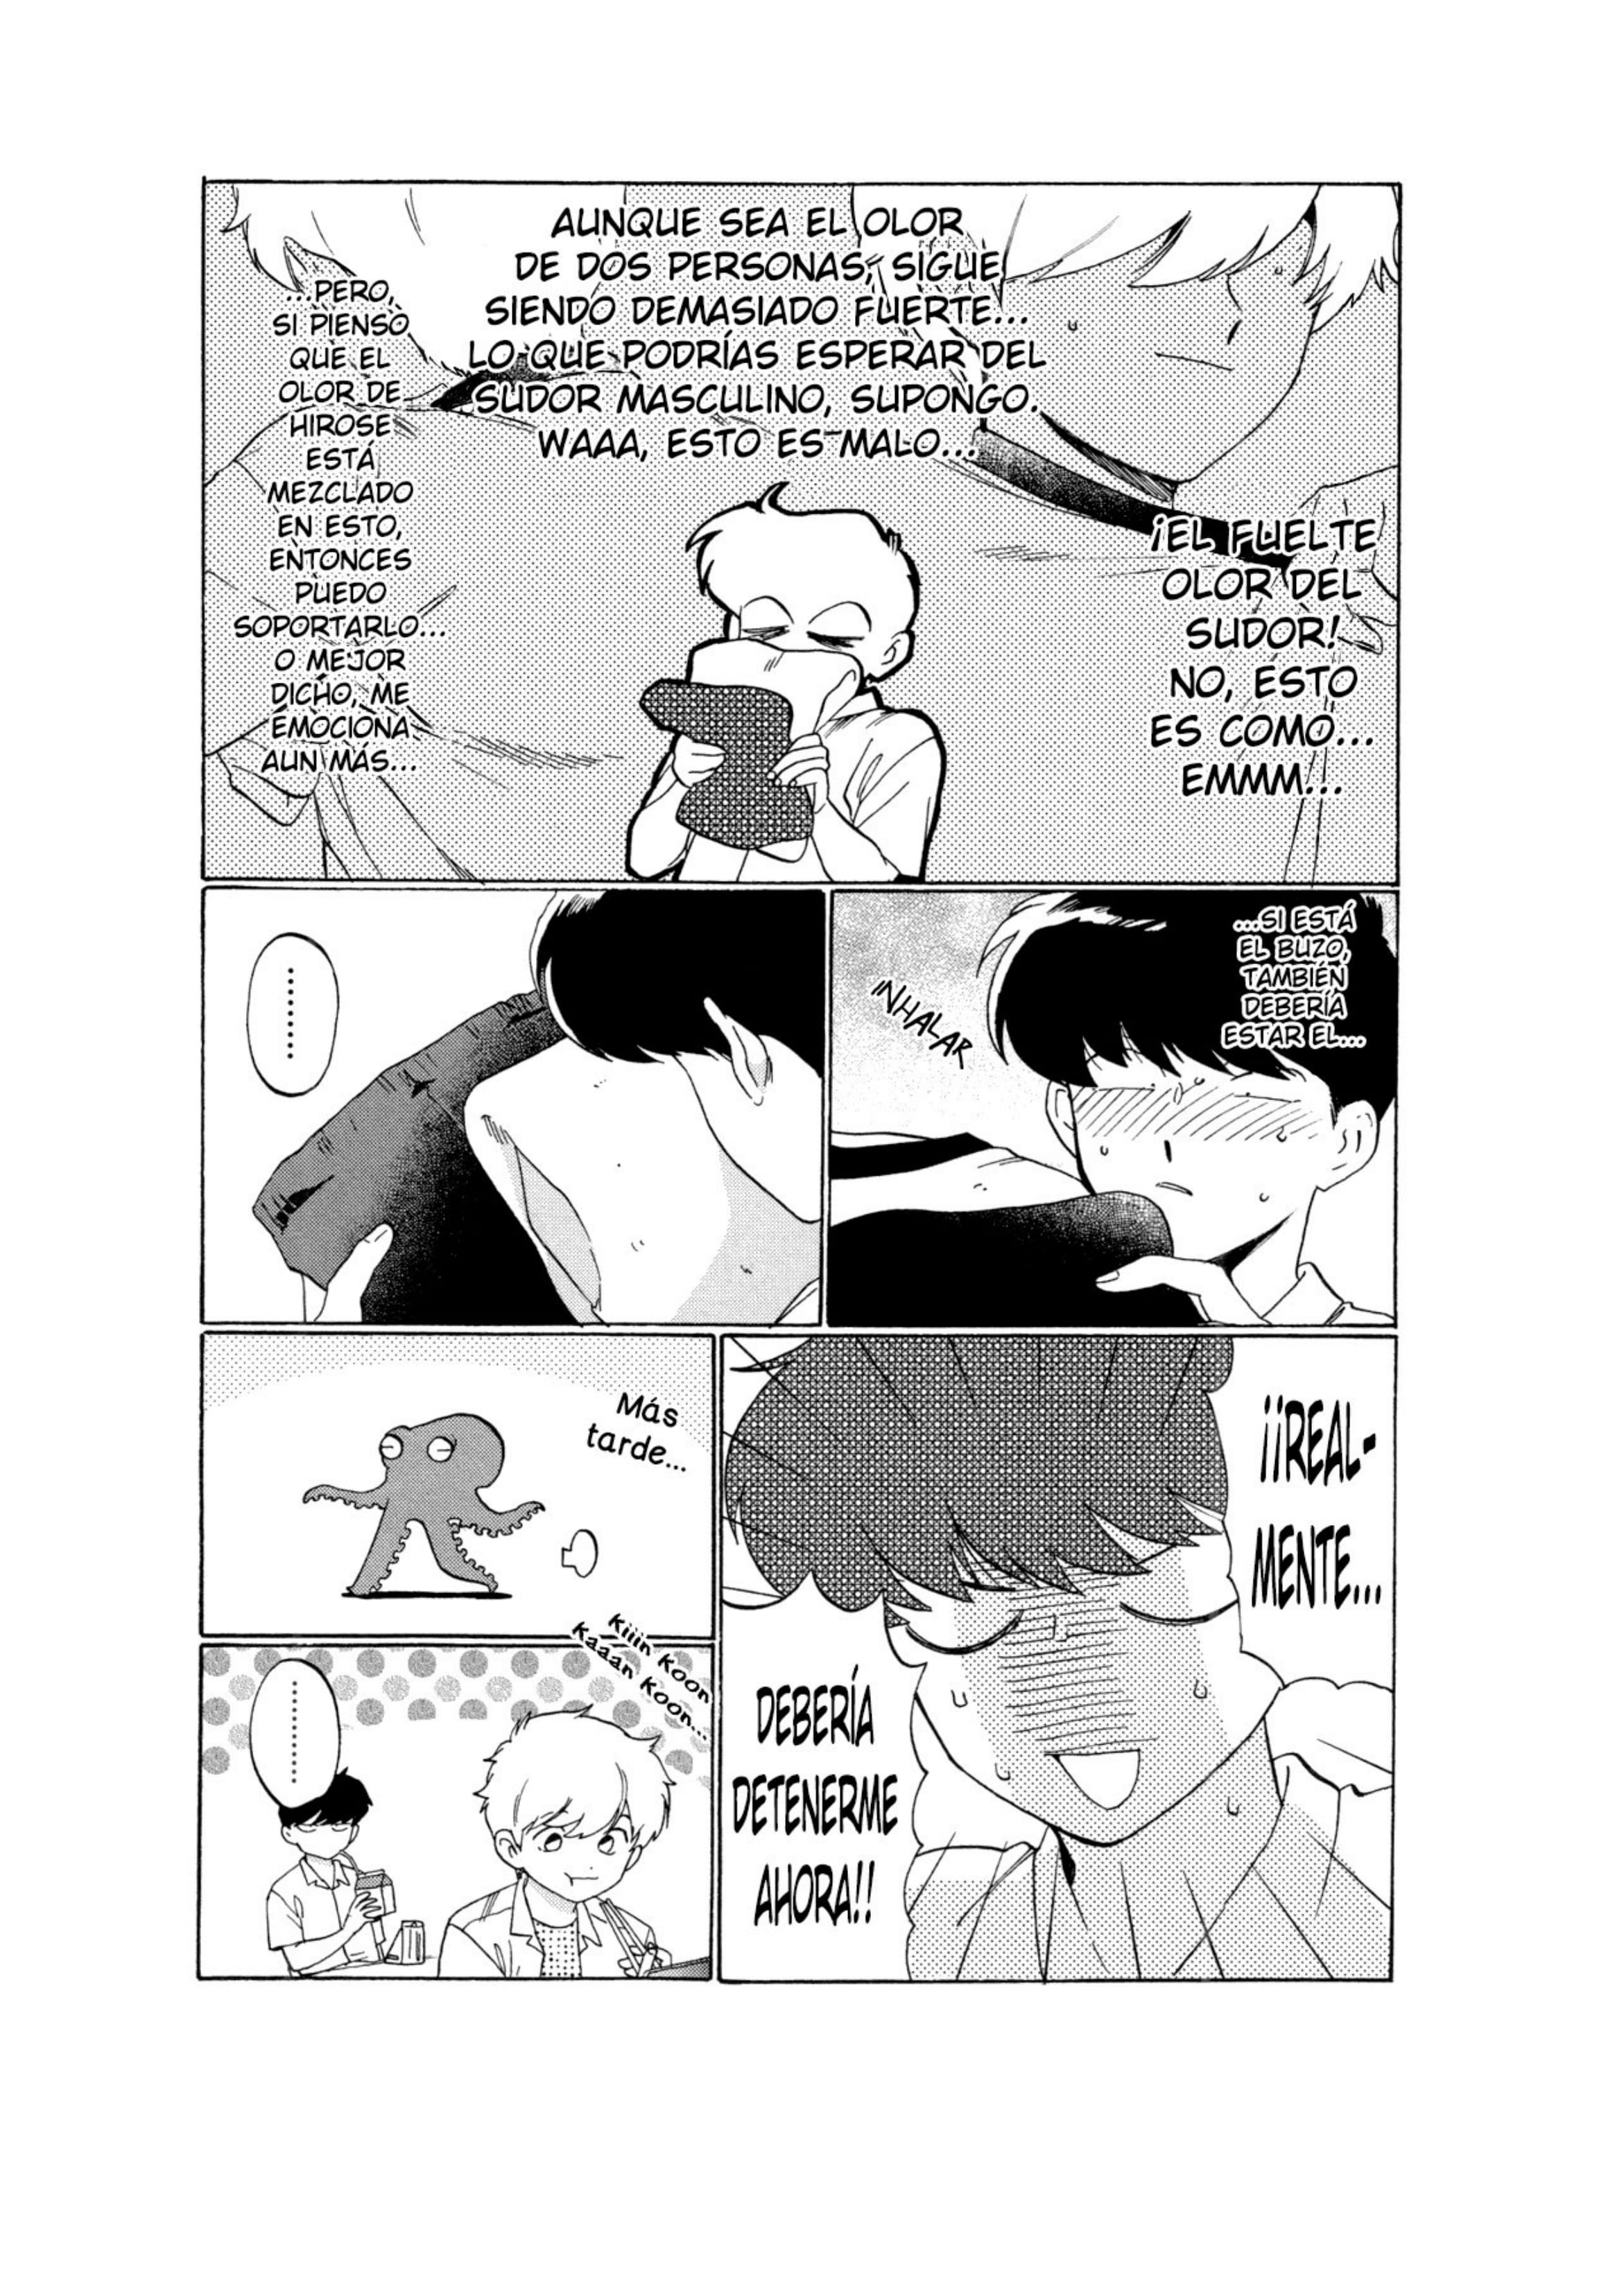 ¡EL FUELTE
OLOR DEL
SUDOR!
NO, ESTO
ES COMO...
EMMM...
AUNQUE SEA EL OLOR
DE DOS PERSONAS, SIGUE
SIENDO DEMASIADO FUERTE...
LO QUE PODRÍAS ESPERAR DEL
SUDOR MASCULINO, SUPONGO.
WAAA, ESTO ES MALO...
...PERO,
SI PIENSO
QUE EL
OLOR DE
HIROSE
ESTÁ
MEZCLADO
EN ESTO,
ENTONCES
PUEDO
SOPORTARLO...
O MEJOR
DICHO, ME
EMOCIONA
AUN MÁS...
...SI ESTÁ
EL BUZO,
TAMBIÉN
DEBERÍA
ESTAR EL...
INHALAR
.........
¡¡REAL-
MENTE...
DEBERÍA
DETENERME
AHORA!!
Más
tarde...
kiiin koon
kaaan koon...
..........